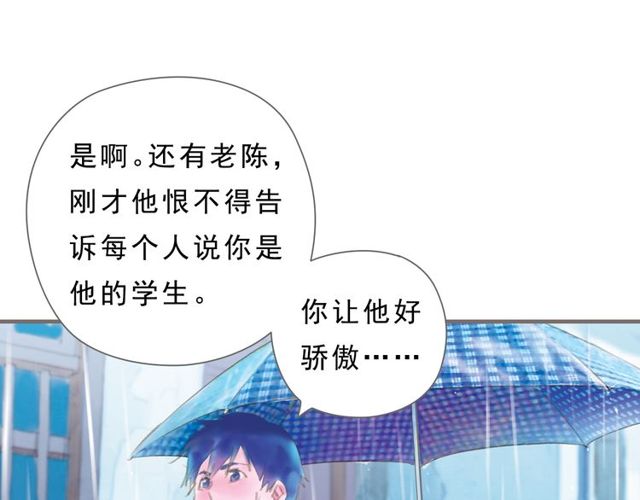 是啊。还有老陈，
刚才他恨不得告
诉每个人说你是
他的学生。
你让他好
骄傲……